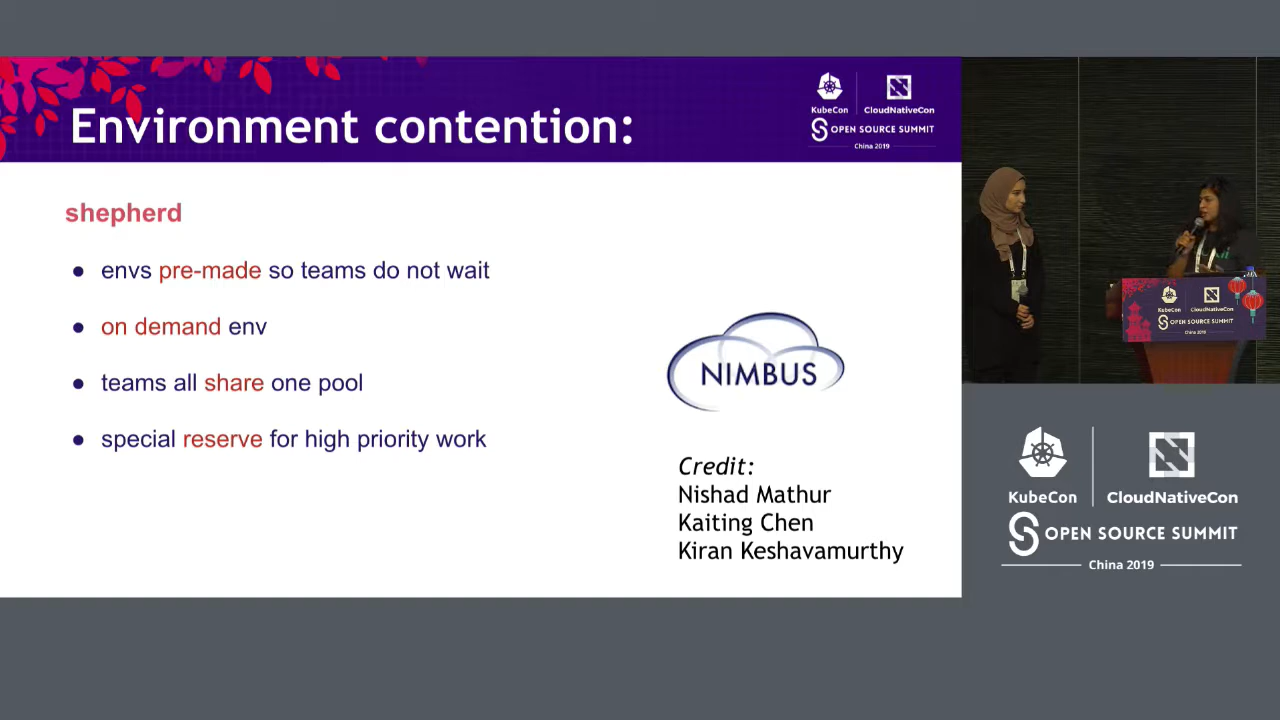 Environment contention:
KubeCon
CloudNativeCon
OPEN SOURCE SUMMIT
China 2019
shepherd
● envs pre-made so teams do not wait
● on demand env
● teams all share one pool
● special reserve for high priority work
NIMBUS
Credit:
Nishad Mathur
Kaiting Chen
Kiran Keshavamurthy
KubeCon
CloudNativeCon
OPEN SOURCE SUMMIT
China 2019
KubeCon
CloudNativeCon
OPEN SOURCE SUMMIT
China 2019